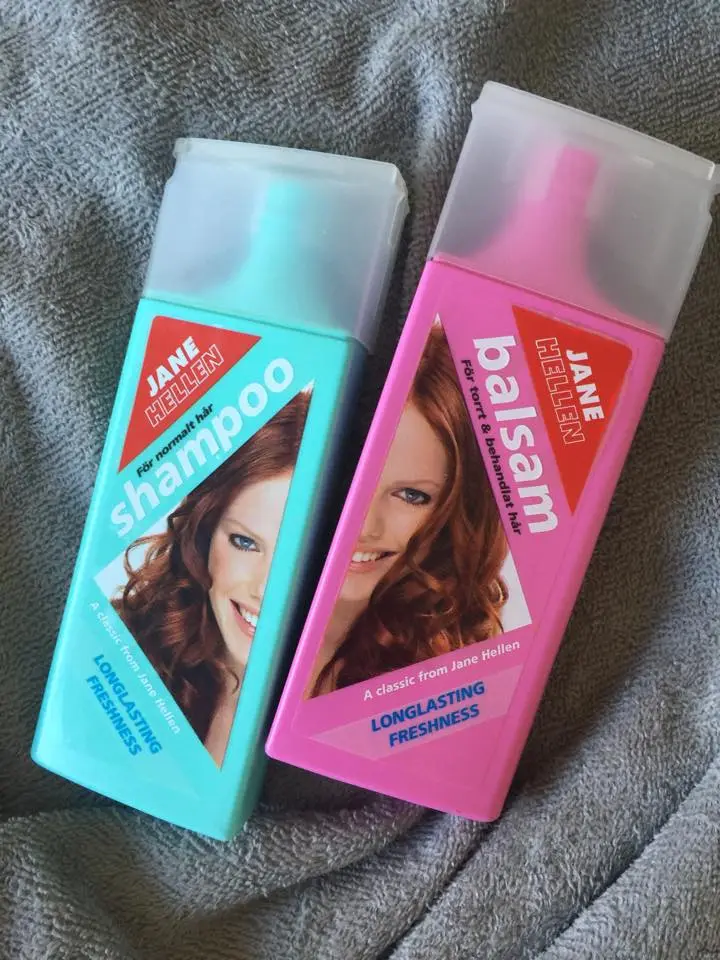 JANE
HELLEN
För normalt hår
shampoo
A classic from Jane Hellen
LONGLASTING
FRESHNESS
JANE
HELLEN
balsam
För torrt & behandlat hår
A classic from Jane Hellen
LONGLASTING
FRESHNESS